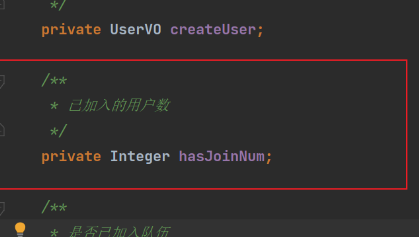 */
private UserVO createUser;
/**
* 已加入的用户数
*/
private Integer hasJoinNum;
/**
* 是否已加入队伍